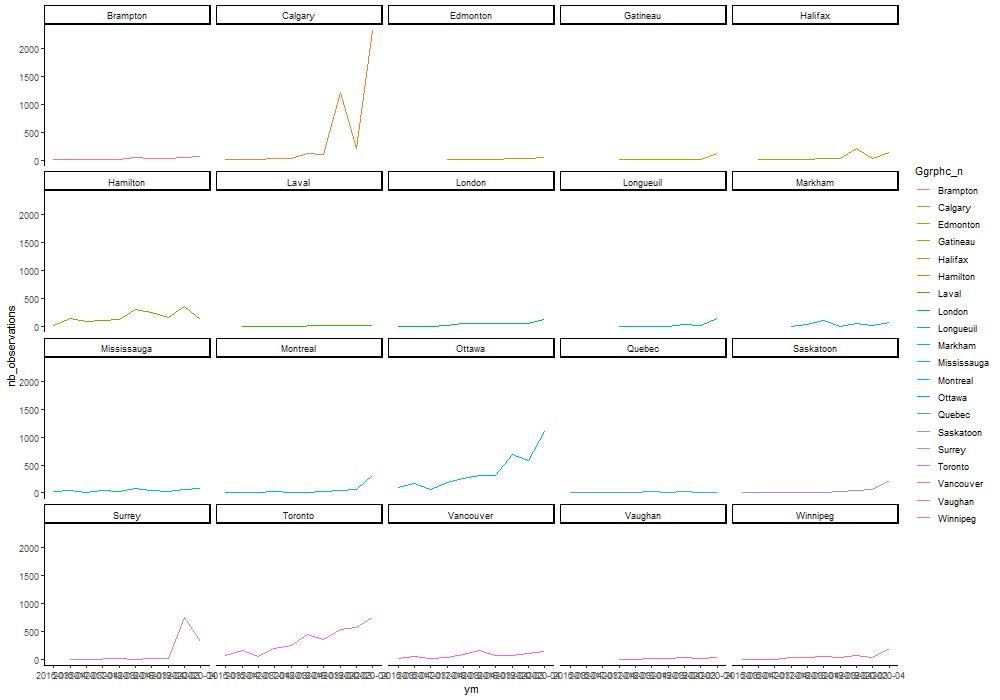 Brampton Calgary Edmonton Gatineau Halifax
2000
1500
1000
500
0
Hamilton Laval London Longueuil Markham
2000
1500
1000
500
0
Mississauga Montreal Ottawa Quebec Saskatoon
2000
1500
1000
500
0
Surrey Toronto Vancouver Vaughan Winnipeg
2000
1500
1000
500
0
nb_observations
ym
Ggrphc_n
Brampton
Calgary
Edmonton
Gatineau
Halifax
Hamilton
Laval
London
Longueuil
Markham
Mississauga
Montreal
Ottawa
Quebec
Saskatoon
Surrey
Toronto
Vancouver
Vaughan
Winnipeg